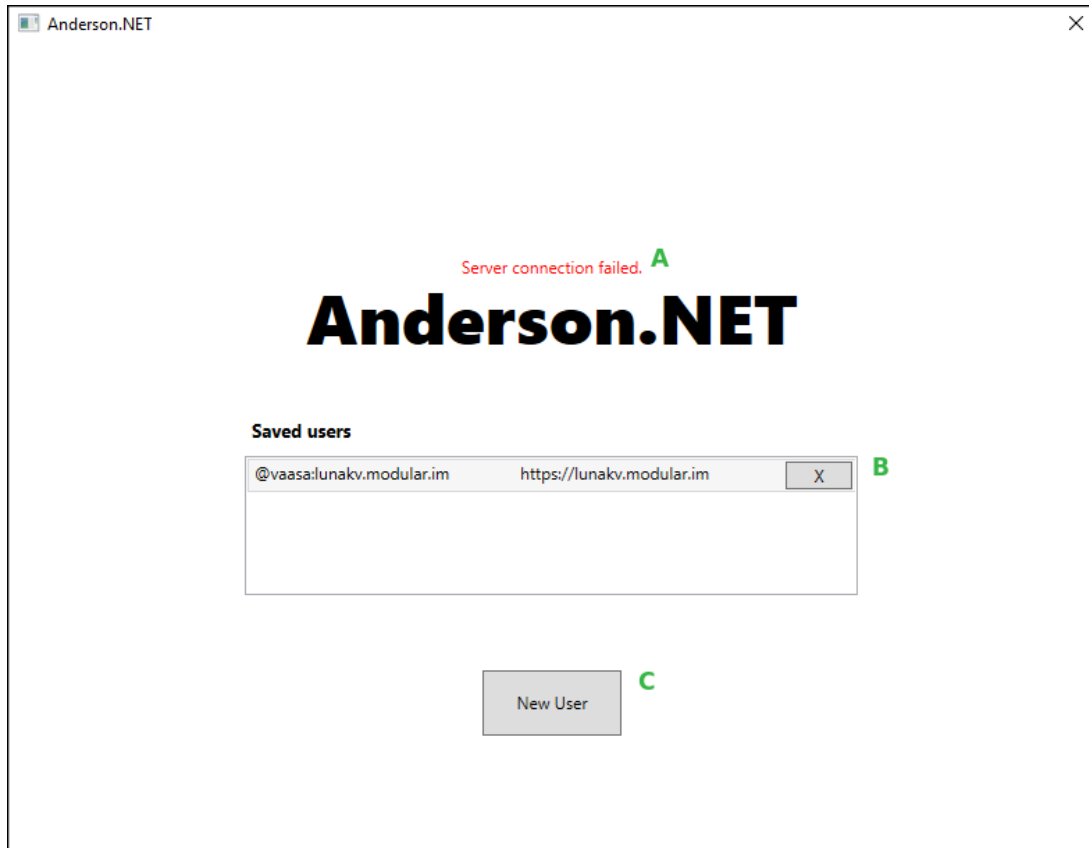 Anderson.NET
Server connection failed. A
Anderson.NET
Saved users
@vaasa:lunakv.modular.im https://lunakv.modular.im X B
New User C